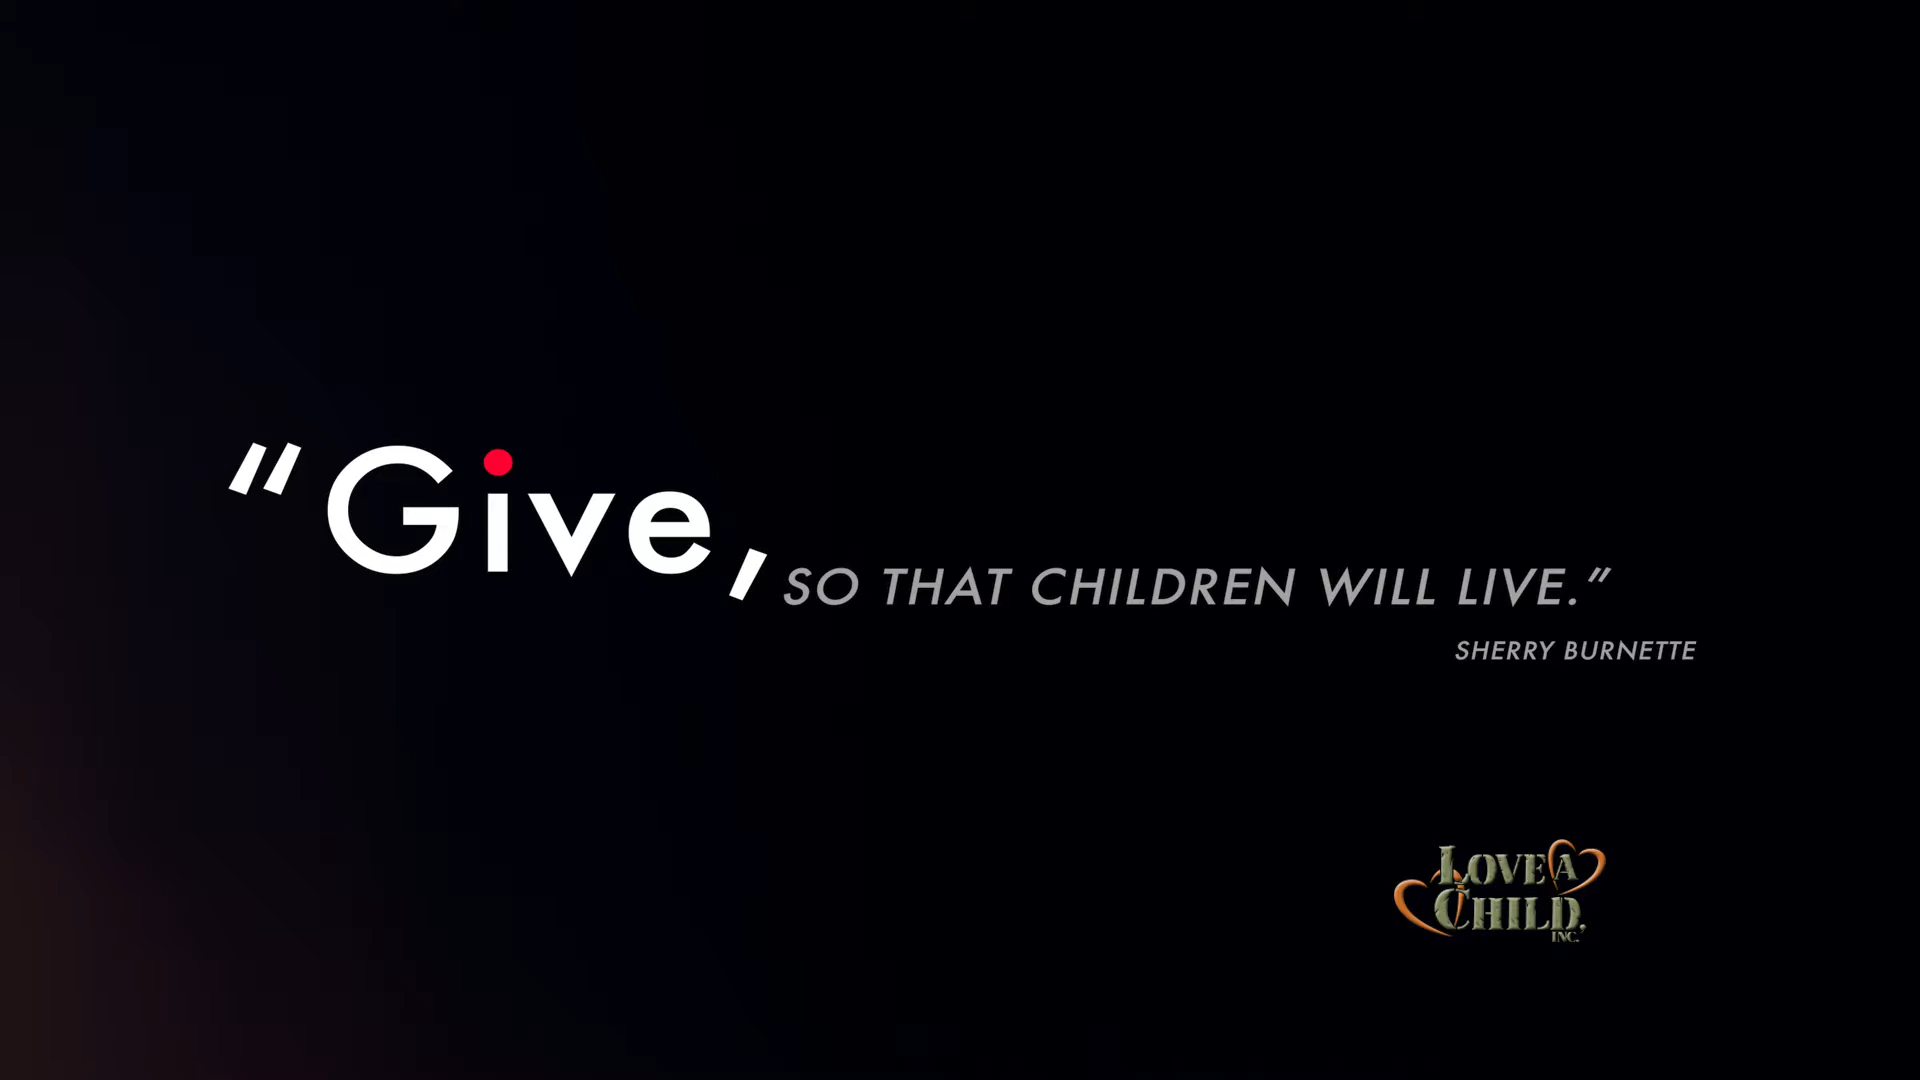 “Give, SO THAT CHILDREN WILL LIVE.”
SHERRY BURNETTE
LOVE A
CHILD,
INC.